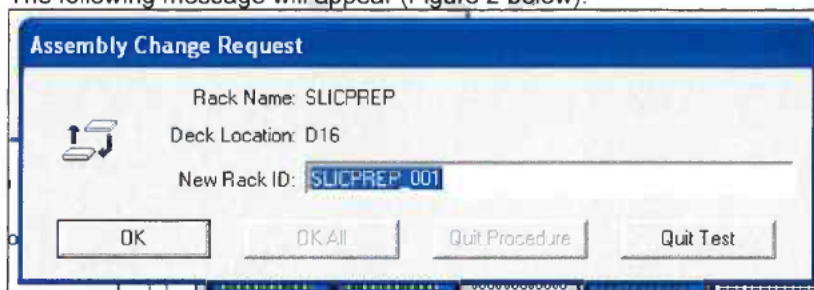 The following message will appear (Figure 2 below).
Assembly Change Request
Rack Name: SLICPREP
Deck Location: D16
New Rack ID: SLICPREP 001
OK
OK All
Quit Procedure
Quit Test